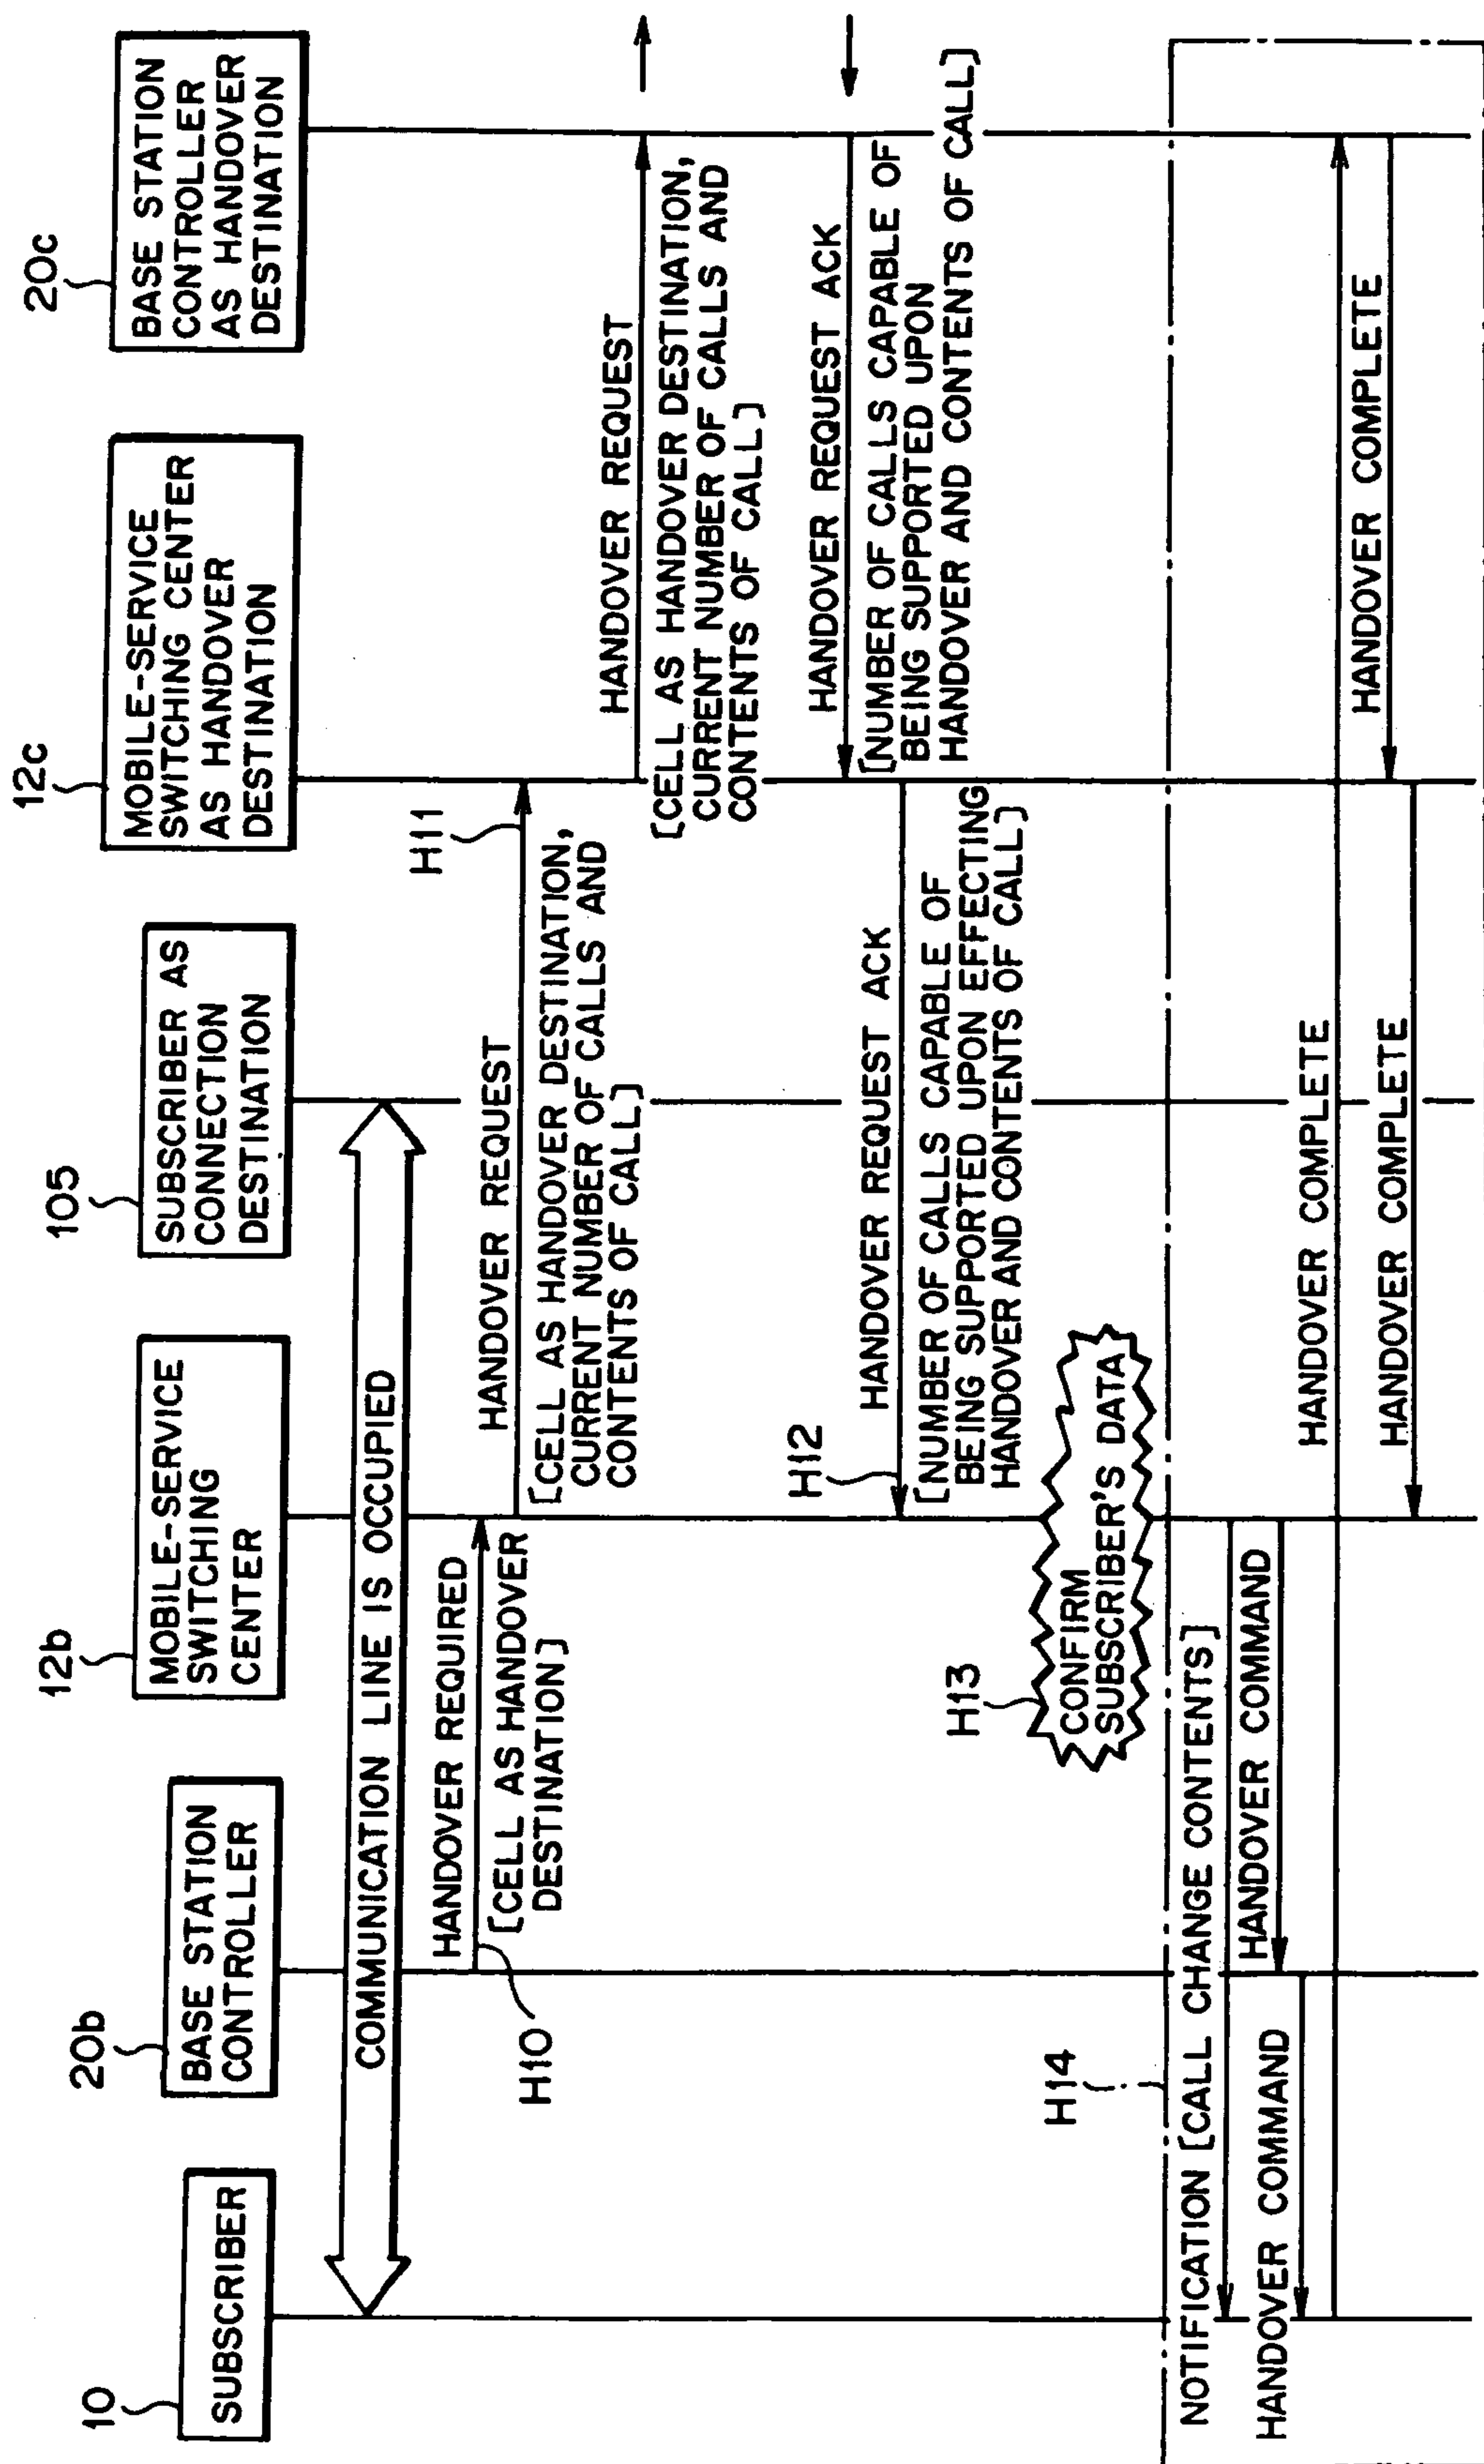 10
SUBSCRIBER
20b
BASE STATION
CONTROLLER
12b
MOBILE-SERVICE
SWITCHING
CENTER
105
SUBSCRIBER AS
CONNECTION
DESTINATION
12c
MOBILE-SERVICE
SWITCHING CENTER
AS HANDOVER
DESTINATION
20c
BASE STATION
CONTROLLER
AS HANDOVER
DESTINATION
COMMUNICATION LINE IS OCCUPIED
HANDOVER REQUIRED
[CELL AS HANDOVER
DESTINATION]
H10
HANDOVER REQUEST
H11
[CELL AS HANDOVER DESTINATION,
CURRENT NUMBER OF CALLS AND
CONTENTS OF CALL]
HANDOVER REQUEST
[CELL AS HANDOVER DESTINATION,
CURRENT NUMBER OF CALLS AND
CONTENTS OF CALL]
HANDOVER REQUEST ACK
[NUMBER OF CALLS CAPABLE OF
BEING SUPPORTED UPON
HANDOVER AND CONTENTS OF CALL]
H12
HANDOVER REQUEST ACK
[NUMBER OF CALLS CAPABLE OF
BEING SUPPORTED UPON EFFECTING
HANDOVER AND CONTENTS OF CALL]
H13
CONFIRM
SUBSCRIBER'S DATA
H14
NOTIFICATION [CALL CHANGE CONTENTS]
HANDOVER COMMAND
HANDOVER COMMAND
HANDOVER COMPLETE
HANDOVER COMPLETE
HANDOVER COMPLETE